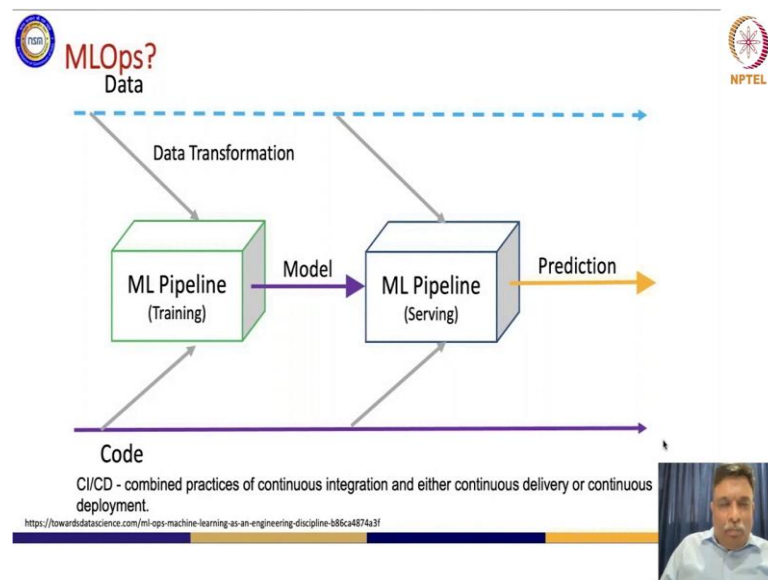 nsm
MLOps?
NPTEL
Data
Data Transformation
ML Pipeline
(Training)
Model
ML Pipeline
(Serving)
Prediction
Code
CI/CD - combined practices of continuous integration and either continuous delivery or continuous
deployment.
https://towardsdatascience.com/ml-ops-machine-learning-as-an-engineering-discipline-b86ca4874a3f